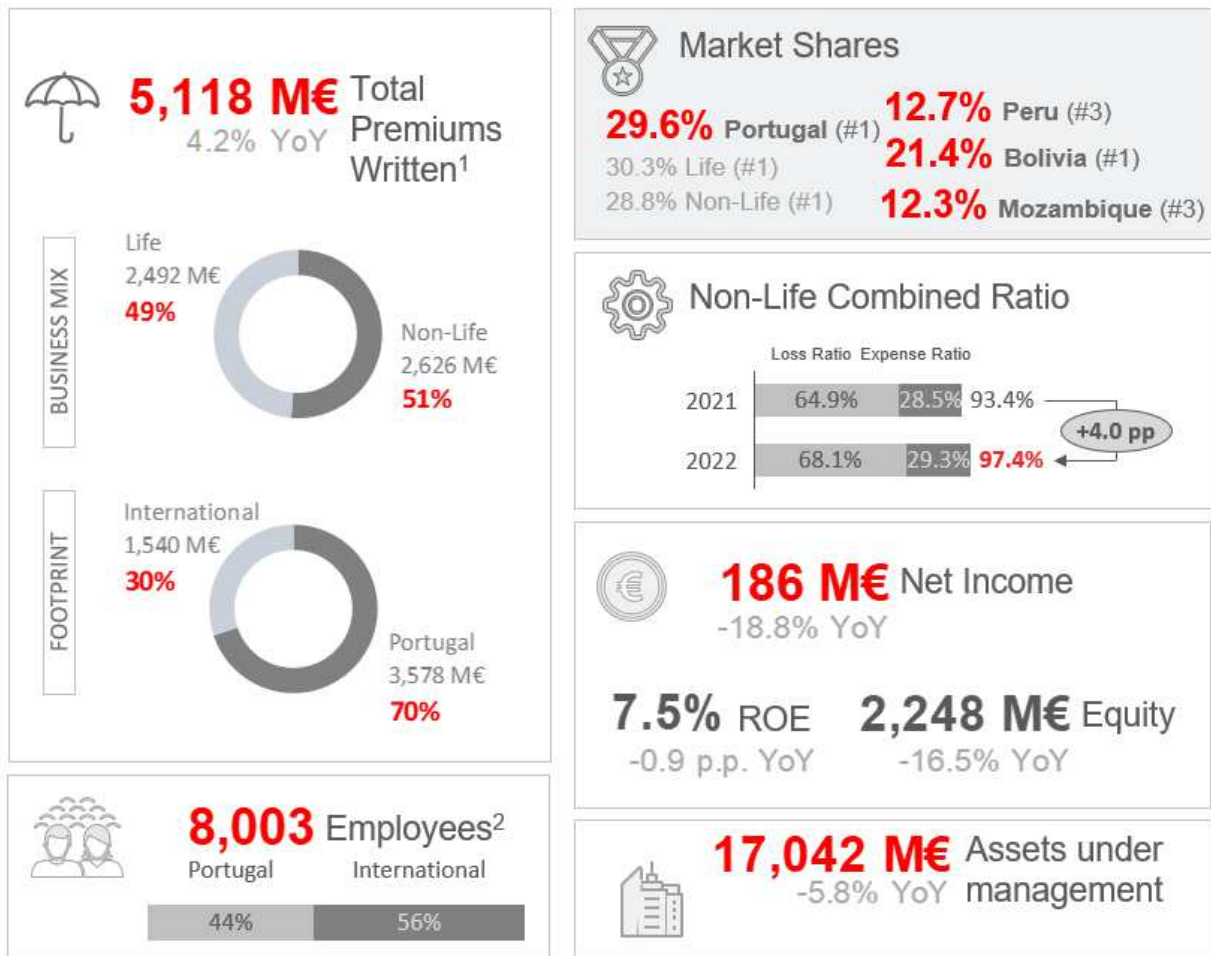 5,118 M€ Total
Premiums
Written¹
4.2% YoY
BUSINESS MIX
Life
2,492 M€
49%
Non-Life
2,626 M€
51%
FOOTPRINT
International
1,540 M€
30%
Portugal
3,578 M€
70%
8,003 Employees²
Portugal International
44% 56%
Market Shares
29.6% Portugal (#1)
30.3% Life (#1)
28.8% Non-Life (#1)
12.7% Peru (#3)
21.4% Bolivia (#1)
12.3% Mozambique (#3)
Non-Life Combined Ratio
Loss Ratio Expense Ratio
2021 64.9% 28.5% 93.4%
+4.0 pp
2022 68.1% 29.3% 97.4%
€
186 M€ Net Income
-18.8% YoY
7.5% ROE 2,248 M€ Equity
-0.9 p.p. YoY -16.5% YoY
17,042 M€ Assets under
-5.8% YoY management